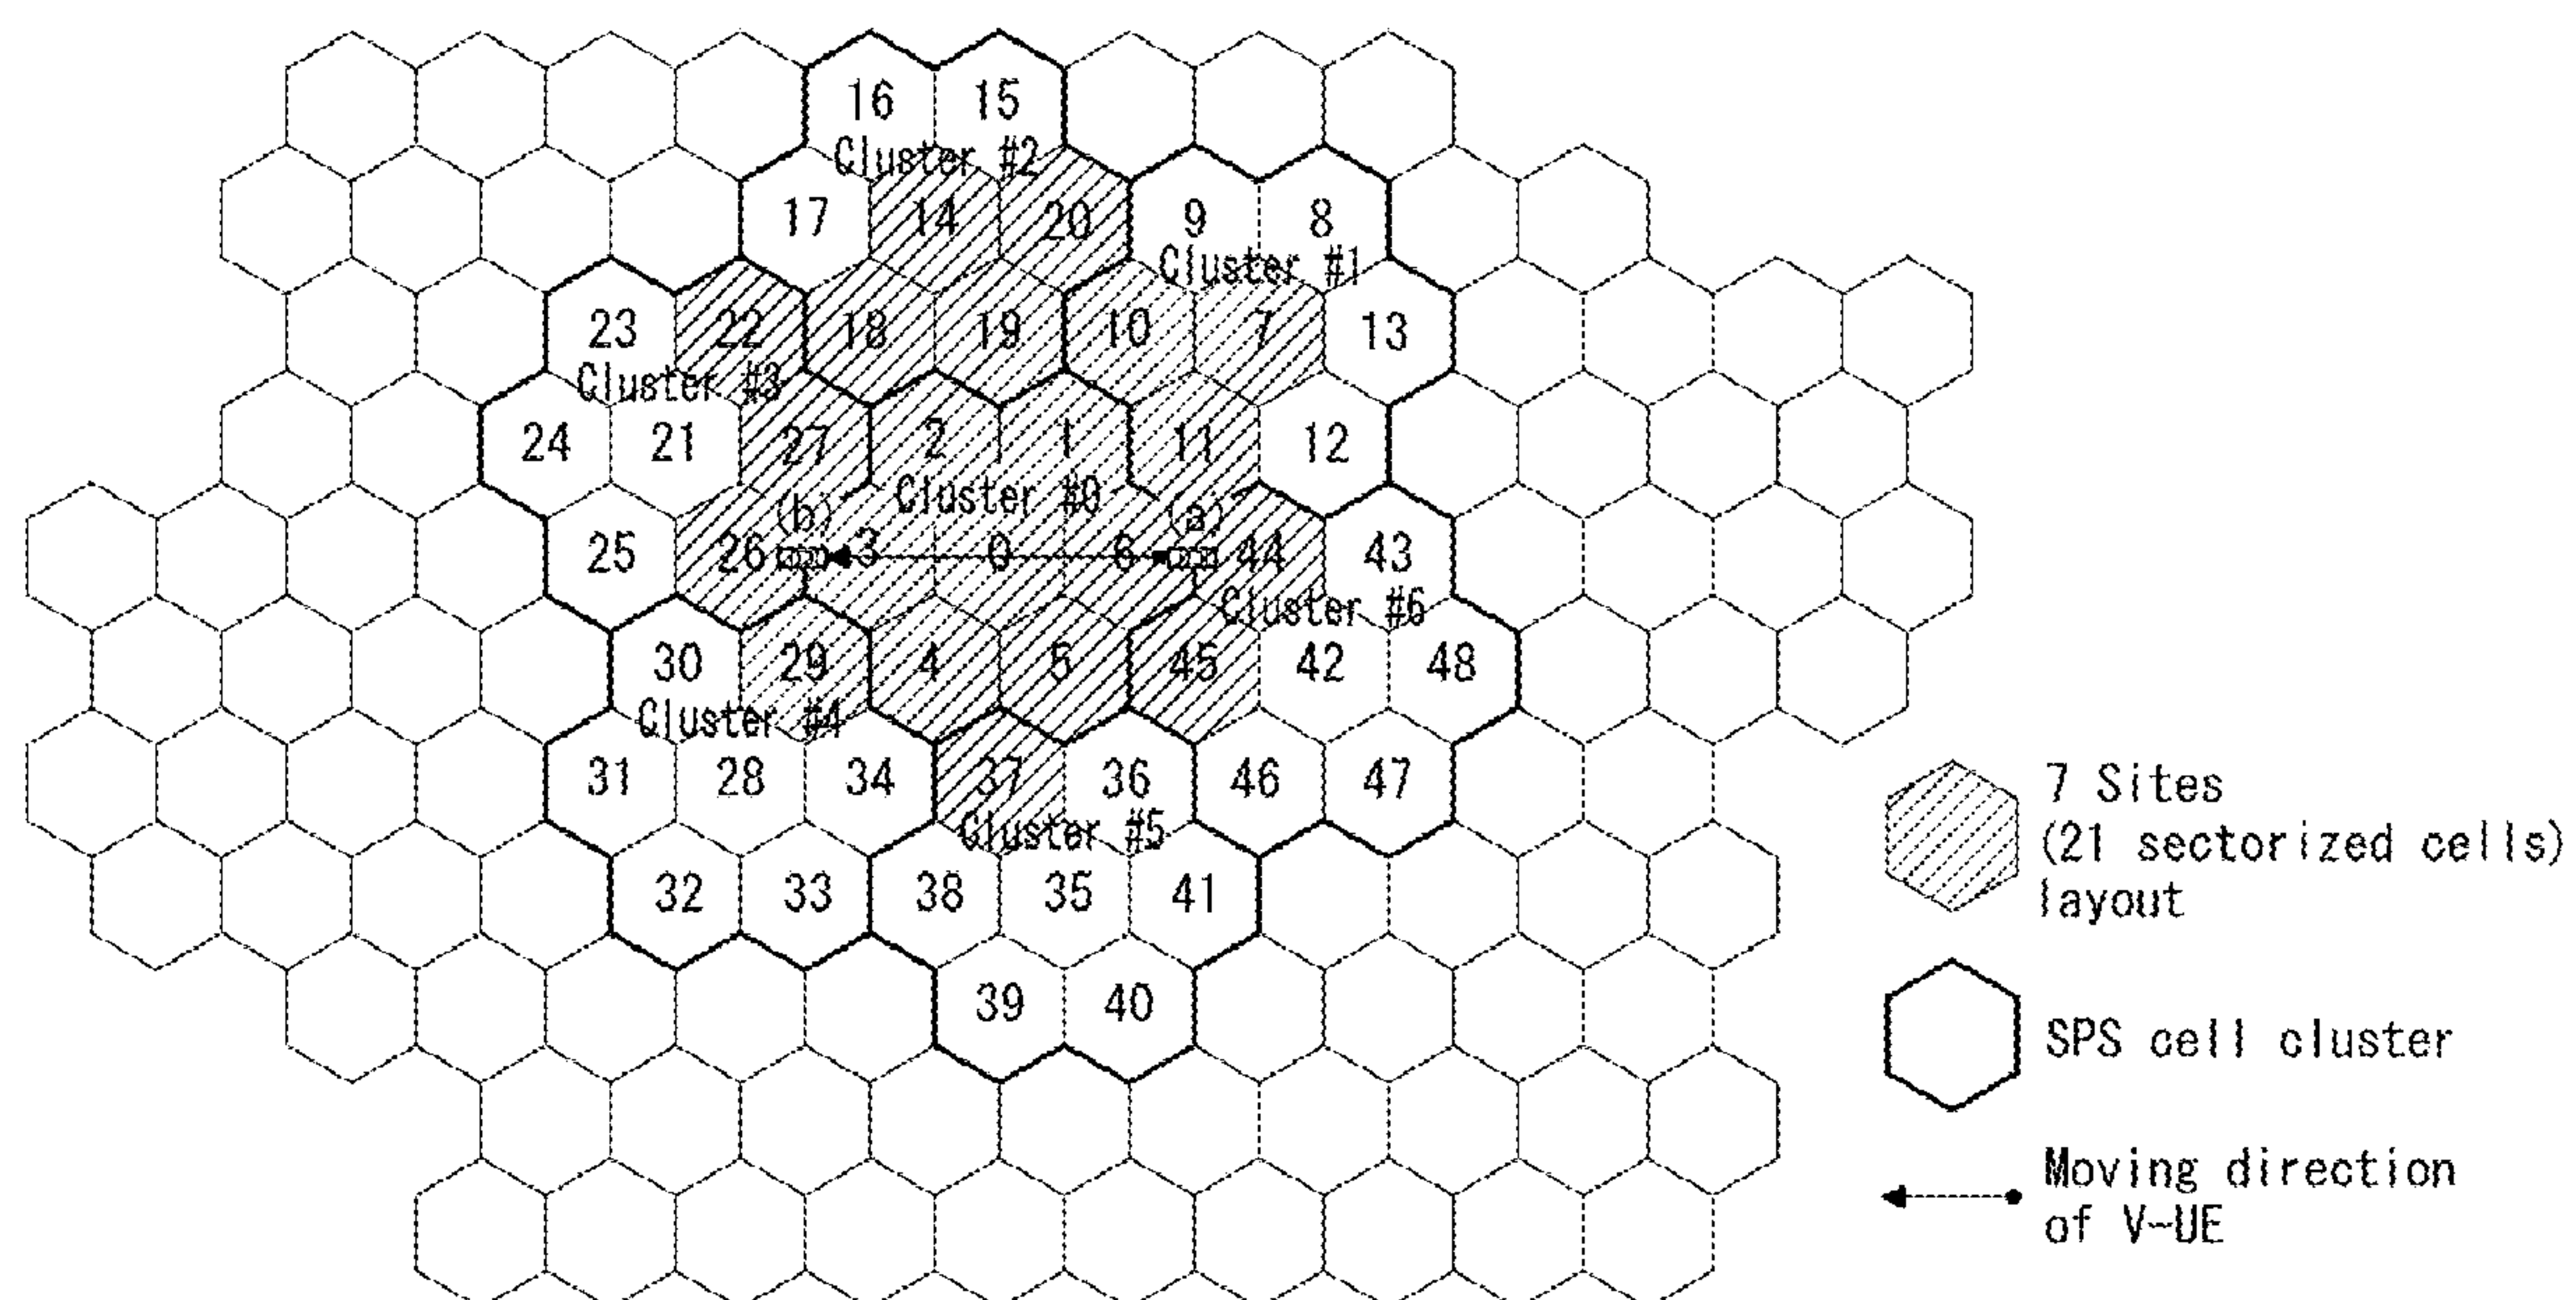 16 15
Cluster #2
17 14 20 9 8
Cluster #1
23 22 18 19 10 7 13
Cluster #3
24 21 27 2 1 11 12
Cluster #0
(b) (a)
25 26 3 0 6 44 43
Cluster #6
30 29 4 5 45 42 48
Cluster #4
31 28 34 37 36 46 47
Cluster #5
32 33 38 35 41
39 40
7 Sites
(21 sectorized cells)
layout
SPS cell cluster
Moving direction
of V-UE